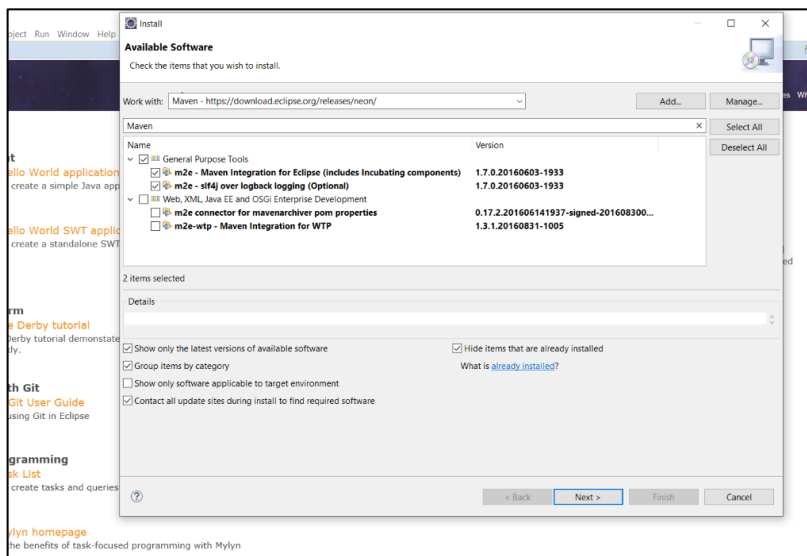 oject Run Window Help
Install
Available Software
Check the items that you wish to install.
Work with: Maven - https://download.eclipse.org/releases/neon/ Add... Manage...
Maven Select All
Deselect All
Name Version
General Purpose Tools
m2e - Maven Integration for Eclipse (includes Incubating components) 1.7.0.20160603-1933
m2e - slf4j over logback logging (Optional) 1.7.0.20160603-1933
Web, XML, Java EE and OSGi Enterprise Development
m2e connector for mavenarchiver pom properties 0.17.2.201606141937-signed-201608300...
m2e-wtp - Maven Integration for WTP 1.3.1.20160831-1005
2 items selected
Details
Show only the latest versions of available software
Hide items that are already installed
Group items by category
What is already installed?
Show only software applicable to target environment
Contact all update sites during install to find required software
< Back Next > Finish Cancel
es Wh
t
ello World application
create a simple Java app
ello World SWT applic
create a standalone SWT
ed
rm
e Derby tutorial
Derby tutorial demonstate
dy.
th Git
Git User Guide
using Git in Eclipse
gramming
sk List
create tasks and queries
ylyn homepage
the benefits of task-focused programming with Mylyn